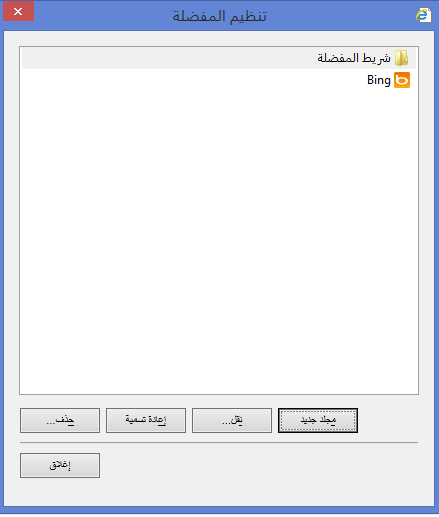 تنظيم المفضلة
شريط المفضلة
Bing
مجلد جديد
نقل...
إعادة تسمية
حذف...
إغلاق